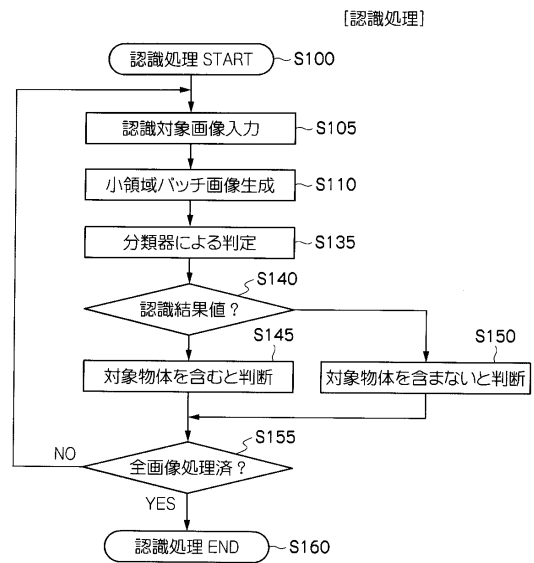 [認識処理]
認識処理 START
S100
認識対象画像入力
S105
小領域パッチ画像生成
S110
分類器による判定
S135
S140
認識結果値?
S145
対象物体を含むと判断
S150
対象物体を含まないと判断
S155
全画像処理済?
NO
YES
認識処理 END
S160